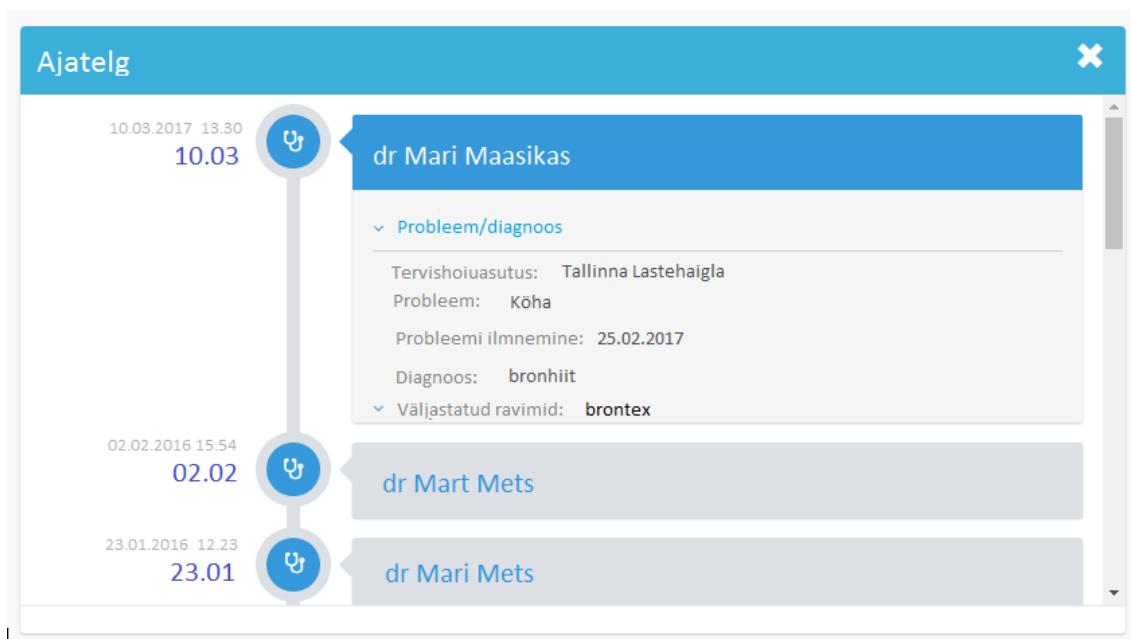 Ajatelg
10.03.2017 13.30
10.03
dr Mari Maasikas
Probleem/diagnoos
Tervishoiuasutus: Tallinna Lastehaigla
Probleem: Köha
Probleemi ilmnemine: 25.02.2017
Diagnoos: bronhiit
Väljastatud ravimid: brontex
02.02.2016 15.54
02.02
dr Mart Mets
23.01.2016 12.23
23.01
dr Mari Mets